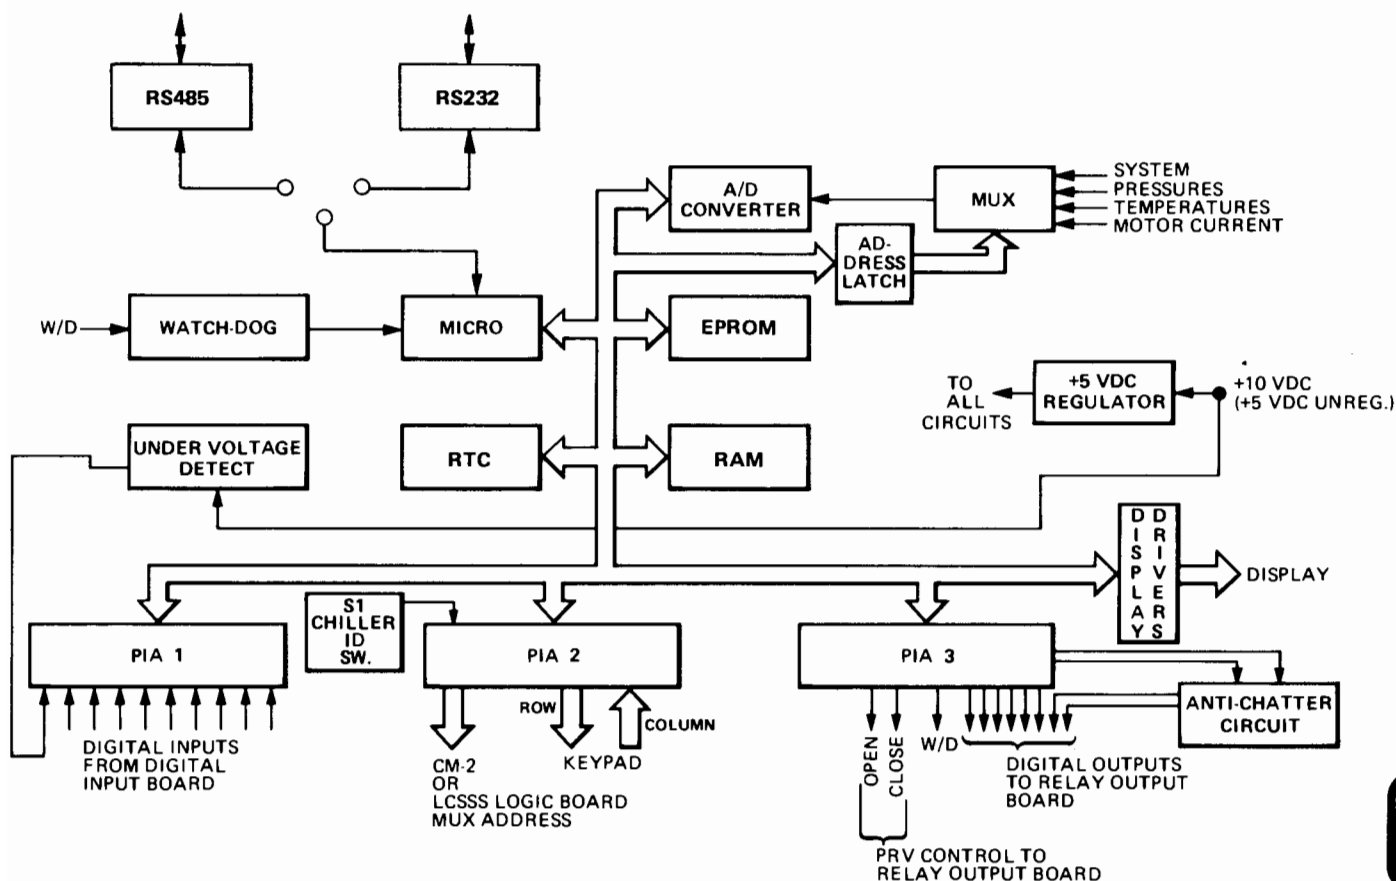 RS485
RS232
A/D
CONVERTER
MUX
SYSTEM
PRESSURES
TEMPERATURES
MOTOR CURRENT
AD-
DRESS
LATCH
W/D
WATCH-DOG
MICRO
EPROM
TO
ALL
CIRCUITS
+5 VDC
REGULATOR
+10 VDC
(+5 VDC UNREG.)
UNDER VOLTAGE
DETECT
RTC
RAM
DISPLAY
DRIVERS
DISPLAY
S1
CHILLER
ID
SW.
PIA 1
PIA 2
PIA 3
ANTI-CHATTER
CIRCUIT
DIGITAL INPUTS
FROM DIGITAL
INPUT BOARD
ROW
COLUMN
CM-2
OR
LCSSS LOGIC BOARD
MUX ADDRESS
KEYPAD
OPEN
CLOSE
W/D
DIGITAL OUTPUTS
TO RELAY OUTPUT
BOARD
PRV CONTROL TO
RELAY OUTPUT BOARD